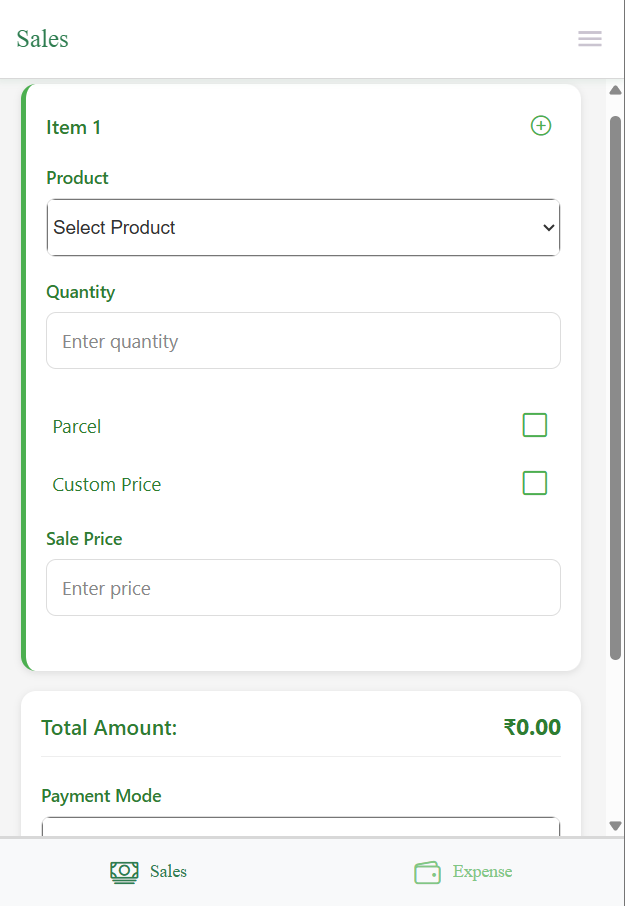 Sales
Item 1
Product
Select Product
Quantity
Enter quantity
Parcel
Custom Price
Sale Price
Enter price
Total Amount: ₹0.00
Payment Mode
Sales Expense